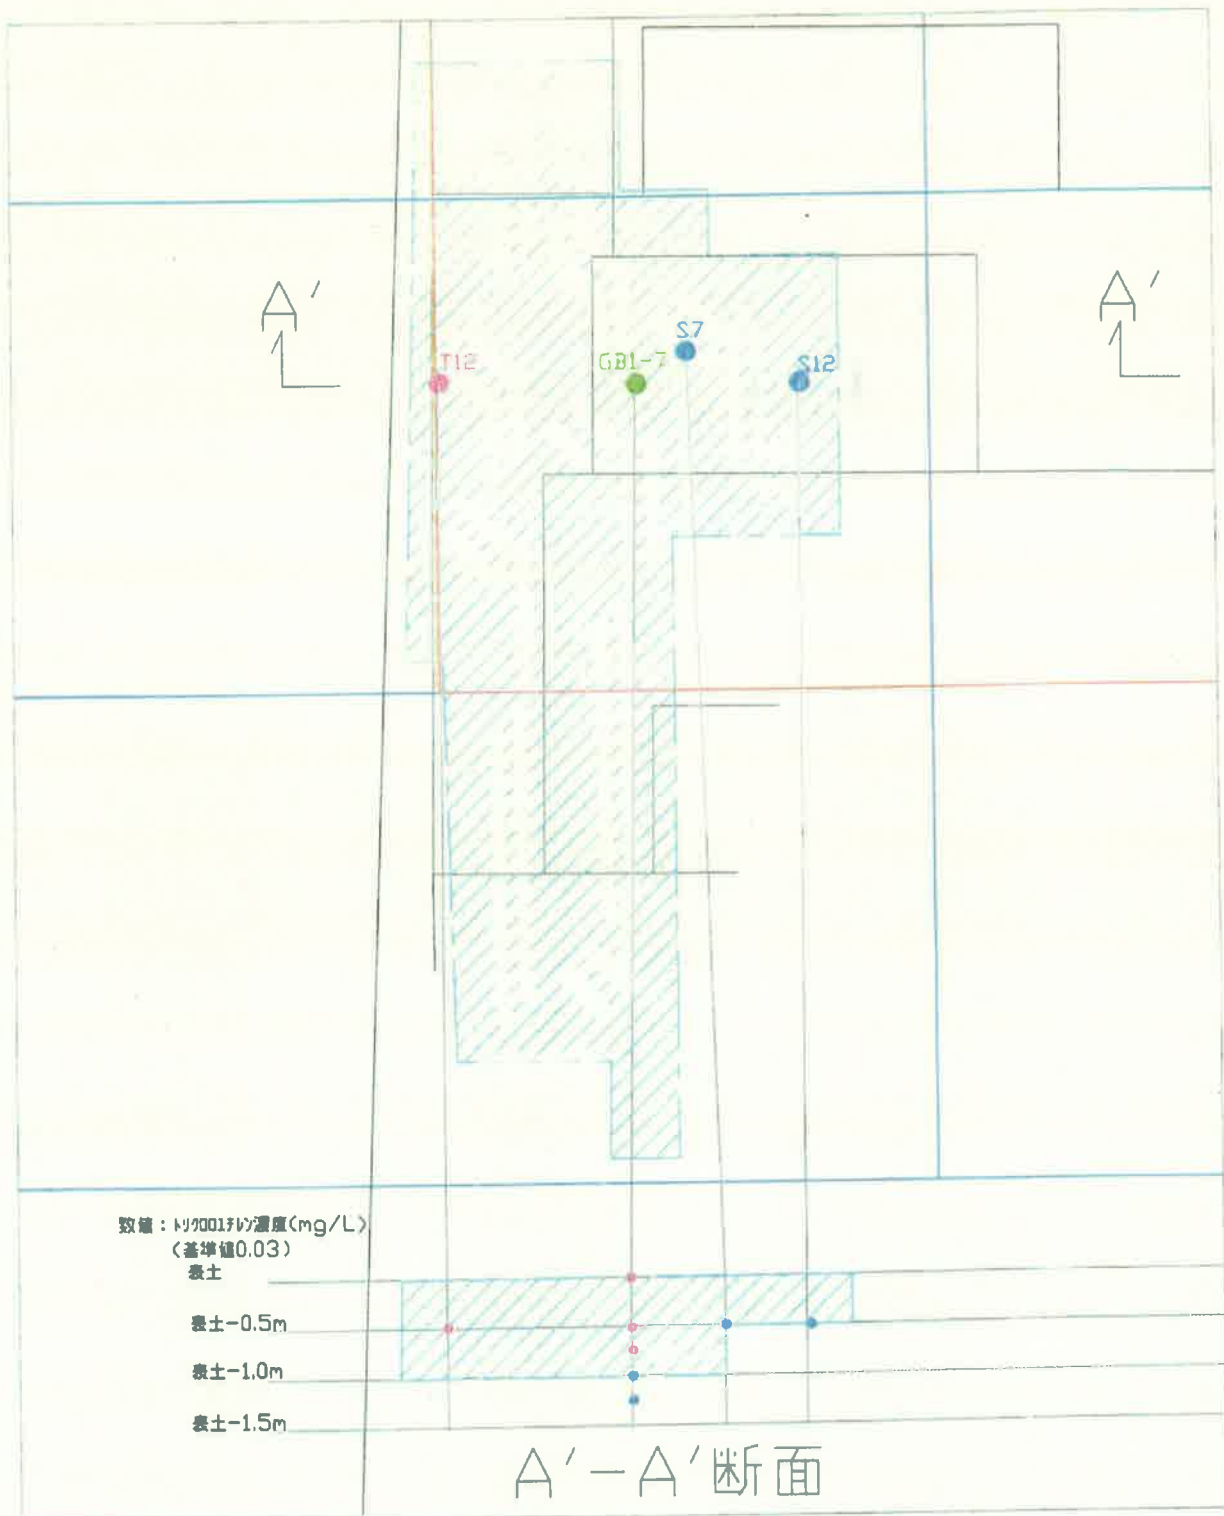 A′
A′
S7
T12
GB1-7
S12
数値：トリクロロエチレン濃度(mg/L)
(基準値0.03)
表土
表土-0.5m
表土-1.0m
表土-1.5m
A′-A′断面